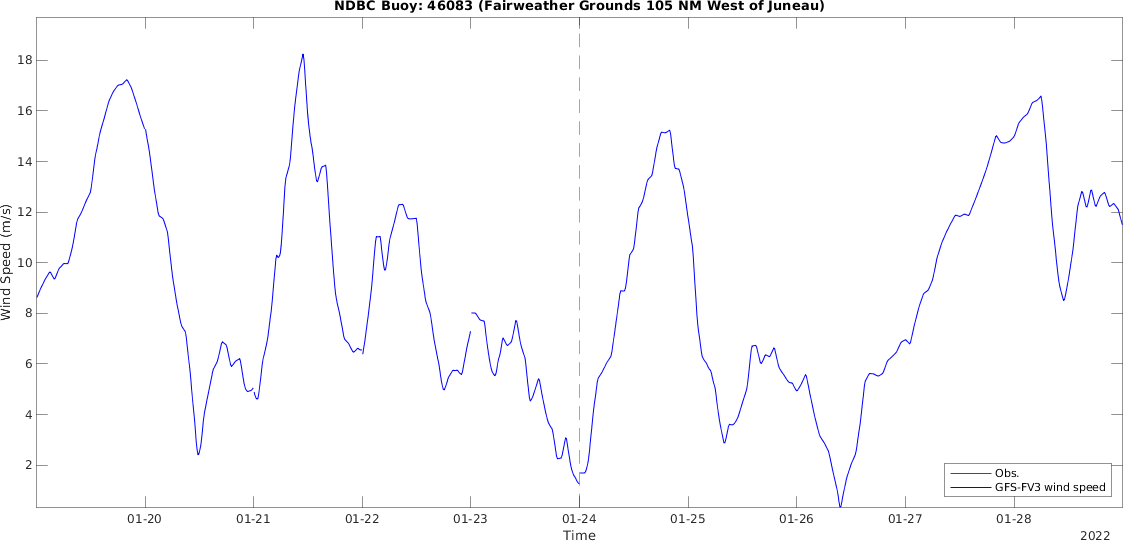 NDBC Buoy: 46083 (Fairweather Grounds 105 NM West of Juneau)
18
16
14
12
10
8
6
4
2
Wind Speed (m/s)
Obs.
GFS-FV3 wind speed
01-20 01-21 01-22 01-23 01-24 01-25 01-26 01-27 01-28
Time
2022